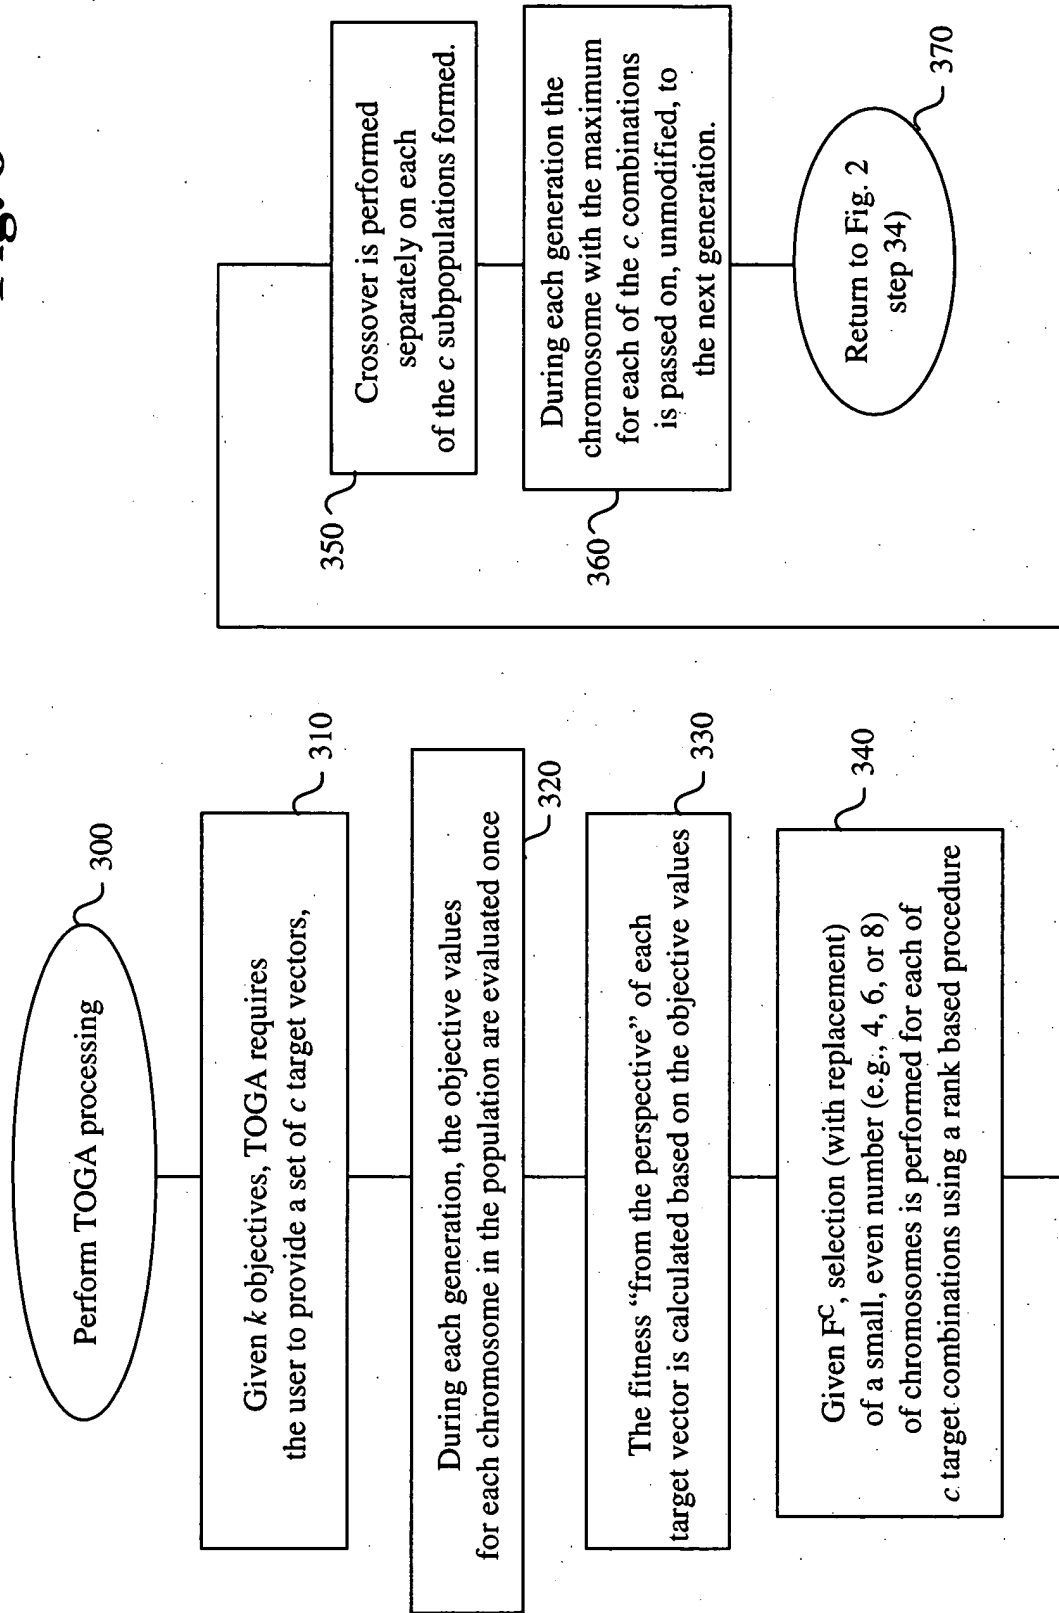 Perform TOGA processing
300
Given k objectives, TOGA requires
the user to provide a set of c target vectors,
310
During each generation, the objective values
for each chromosome in the population are evaluated once
320
The fitness “from the perspective” of each
target vector is calculated based on the objective values
330
Given F^C, selection (with replacement)
of a small, even number (e.g., 4, 6, or 8)
of chromosomes is performed for each of
c target combinations using a rank based procedure
340
Crossover is performed
separately on each
of the c subpopulations formed.
350
During each generation the
chromosome with the maximum
for each of the c combinations
is passed on, unmodified, to
the next generation.
360
Return to Fig. 2
step 34)
370